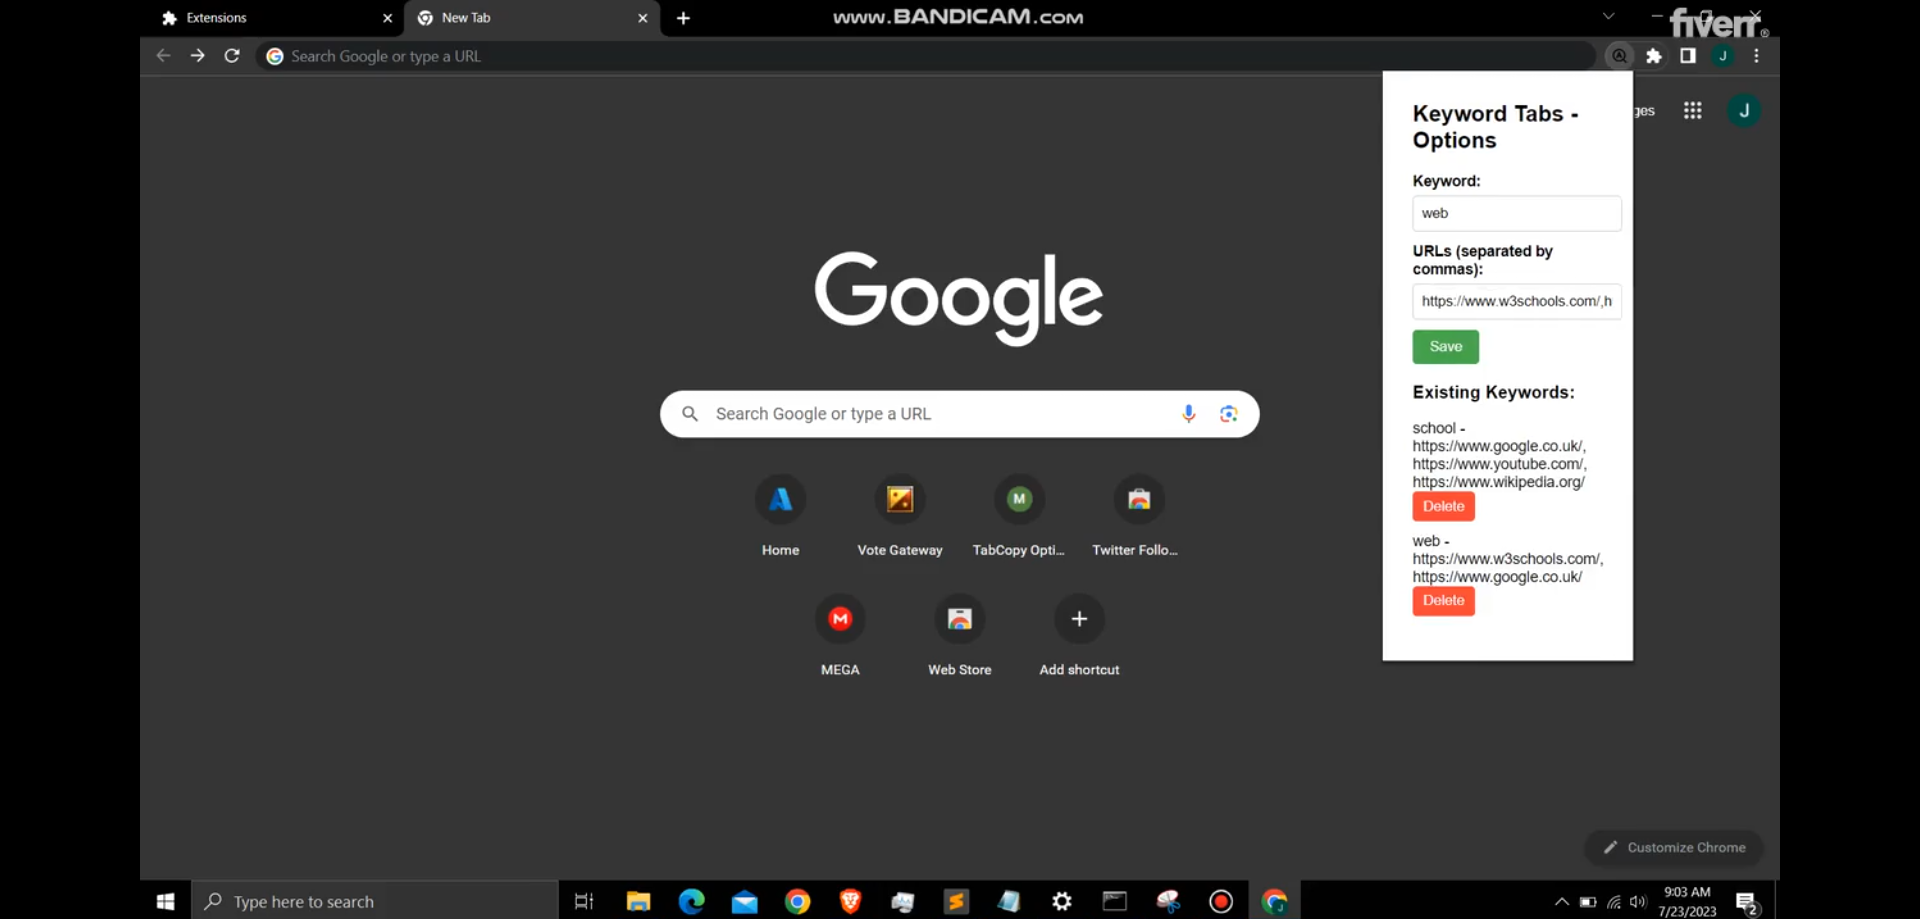 Extensions
New Tab
www.BANDICAM.com
fiverr®
Search Google or type a URL
J
ges
J
Keyword Tabs -
Options
Keyword:
web
URLs (separated by
commas):
https://www.w3schools.com/,h
Save
Existing Keywords:
school -
https://www.google.co.uk/,
https://www.youtube.com/,
https://www.wikipedia.org/
Delete
web -
https://www.w3schools.com/,
https://www.google.co.uk/
Delete
Google
Search Google or type a URL
M
Home
Vote Gateway
TabCopy Opti...
Twitter Follo...
M
MEGA
Web Store
Add shortcut
Customize Chrome
Type here to search
9:03 AM
7/23/2023
2